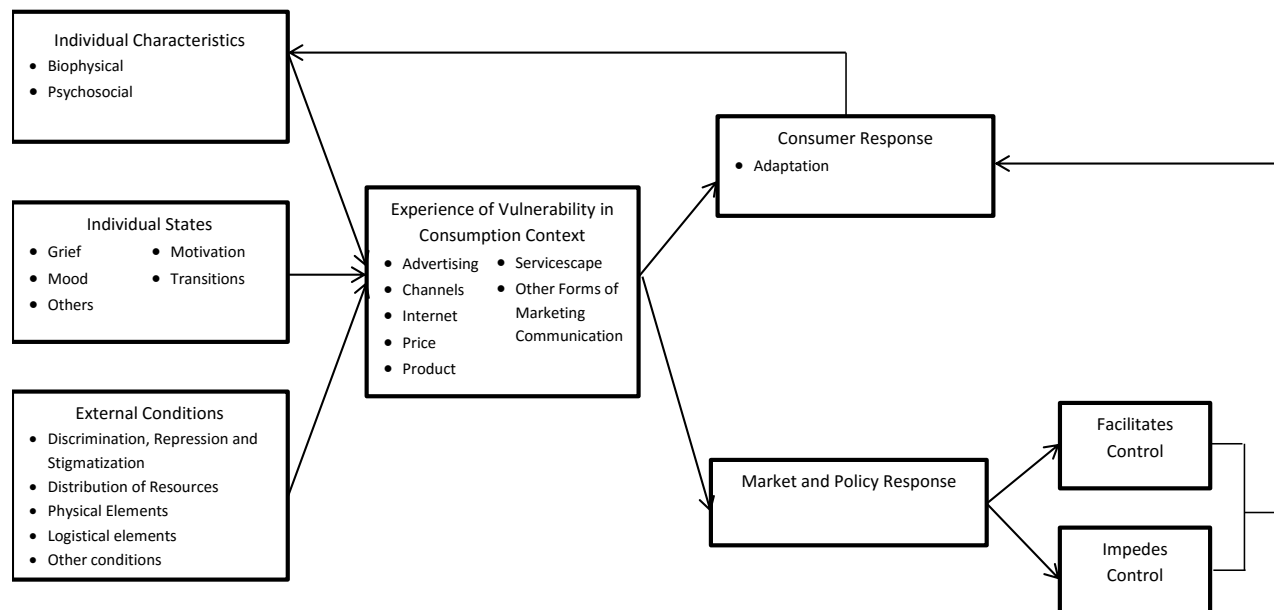 Individual Characteristics
Biophysical
Psychosocial
Individual States
Grief
Mood
Others
Motivation
Transitions
External Conditions
Discrimination, Repression and
Stigmatization
Distribution of Resources
Physical Elements
Logistical elements
Other conditions
Experience of Vulnerability in
Consumption Context
Advertising
Channels
Internet
Price
Product
Servicescape
Other Forms of
Marketing
Communication
Consumer Response
Adaptation
Market and Policy Response
Facilitates
Control
Impedes
Control